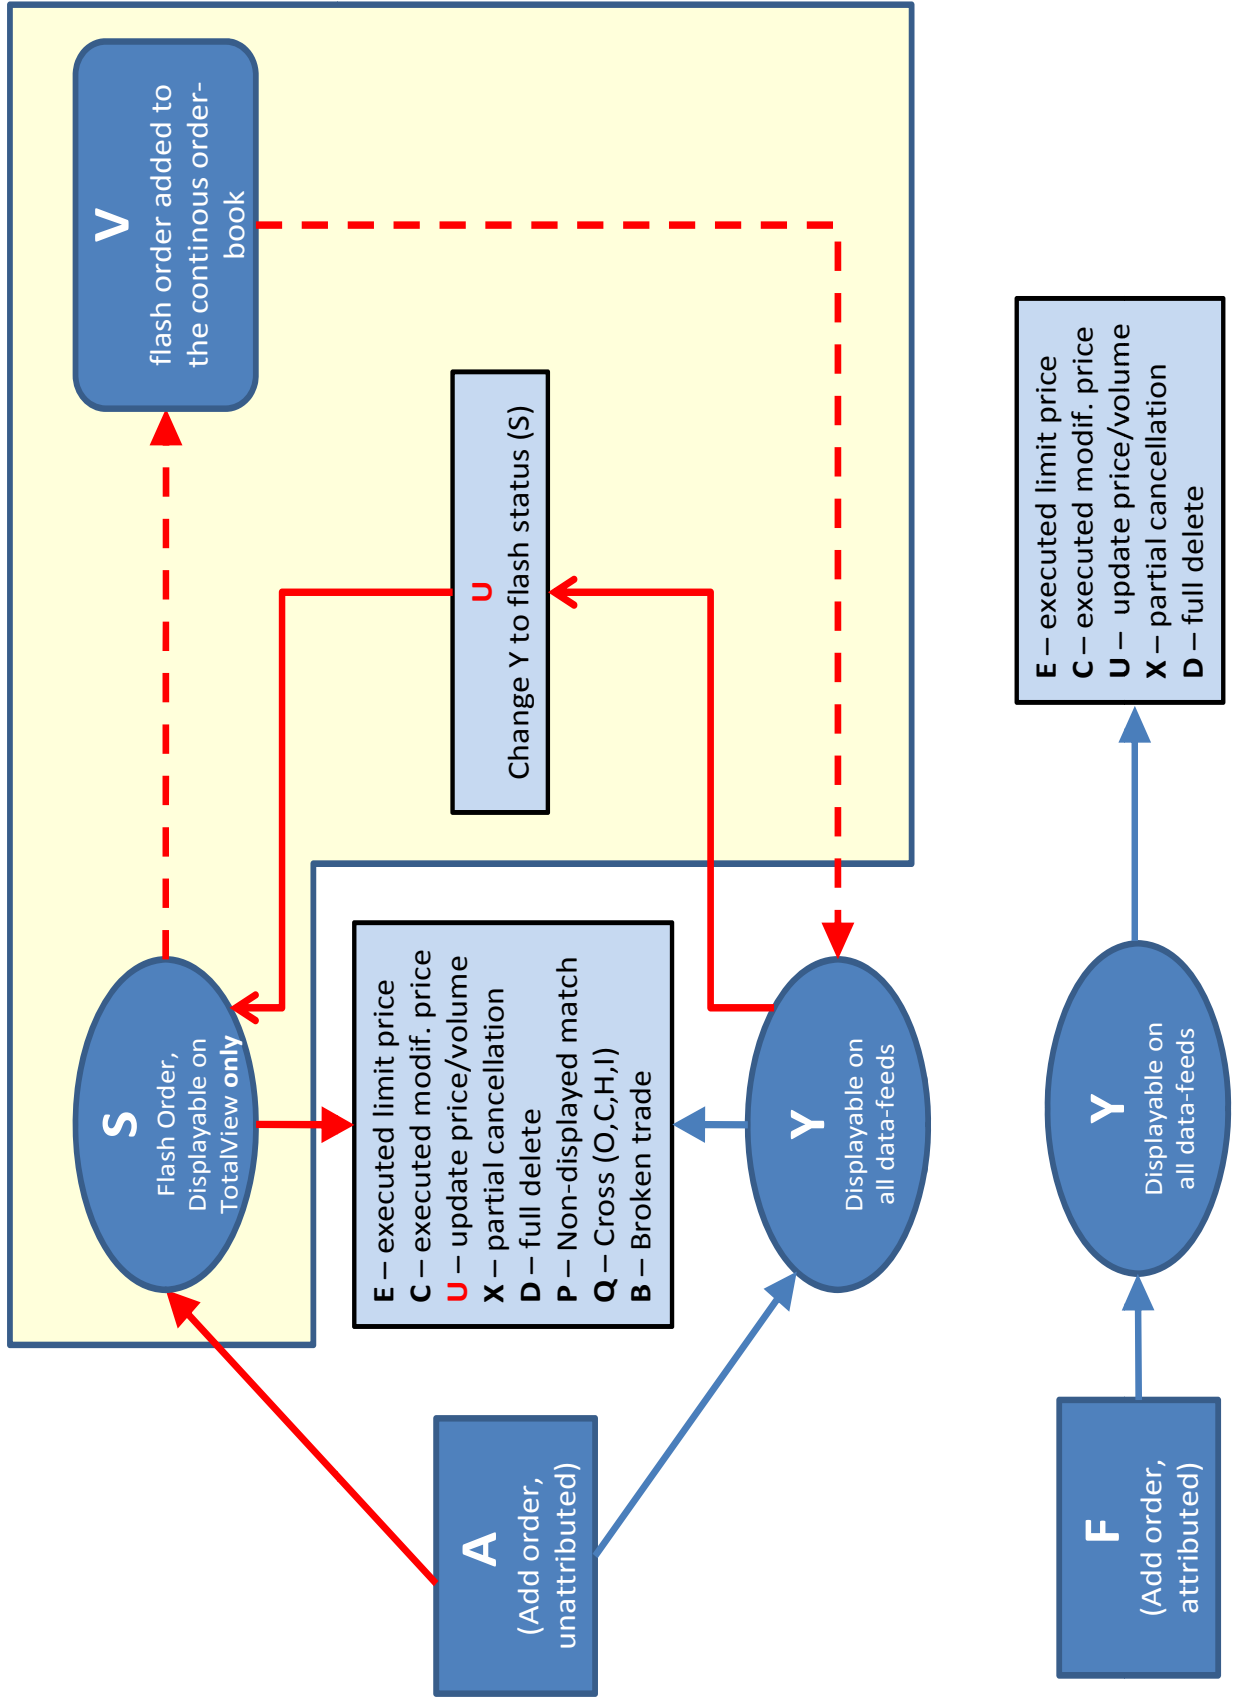 A
(Add order,
unattributed)
S
Flash Order,
Displayable on
TotalView only
V
flash order added to
the continous order-
book
E – executed limit price
C – executed modif. price
U – update price/volume
X – partial cancellation
D – full delete
P – Non-displayed match
Q – Cross (O,C,H,I)
B – Broken trade
U
Change Y to flash status (S)
Y
Displayable on
all data-feeds
F
(Add order,
attributed)
Y
Displayable on
all data-feeds
E – executed limit price
C – executed modif. price
U – update price/volume
X – partial cancellation
D – full delete